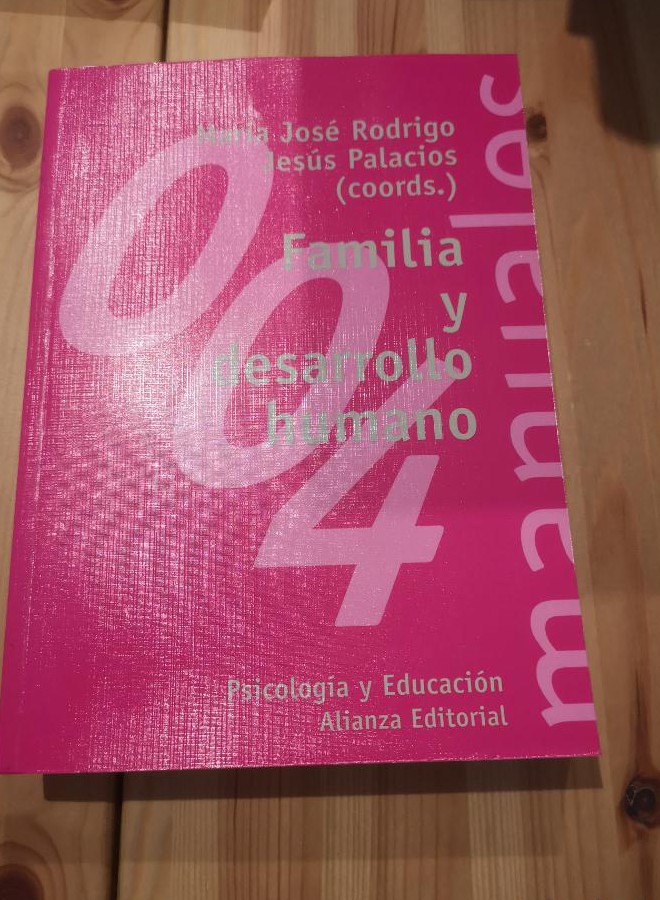 María José Rodrigo
Jesús Palacios
(coords.)
Familia
y
desarrollo
humano
004
manuales
Psicología y Educación
Alianza Editorial